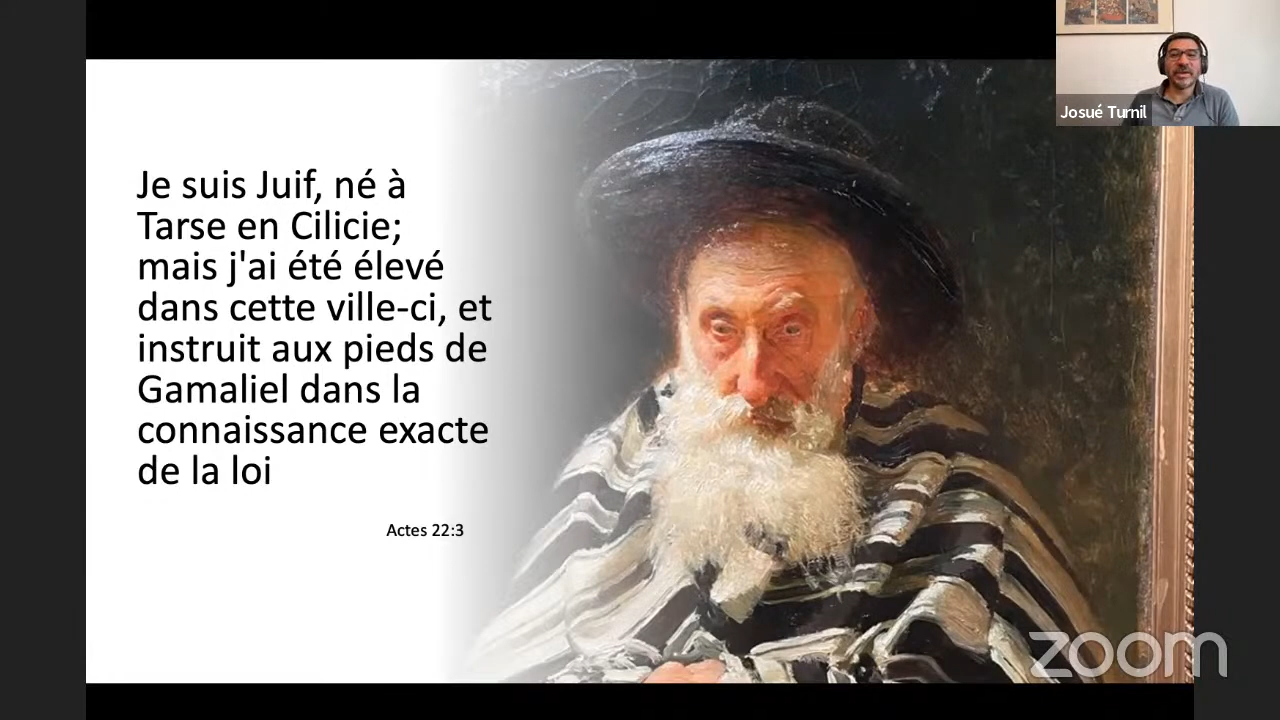 Josué Turnil
Je suis Juif, né à
Tarse en Cilicie;
mais j'ai été élevé
dans cette ville-ci, et
instruit aux pieds de
Gamaliel dans la
connaissance exacte
de la loi
Actes 22:3
zoom